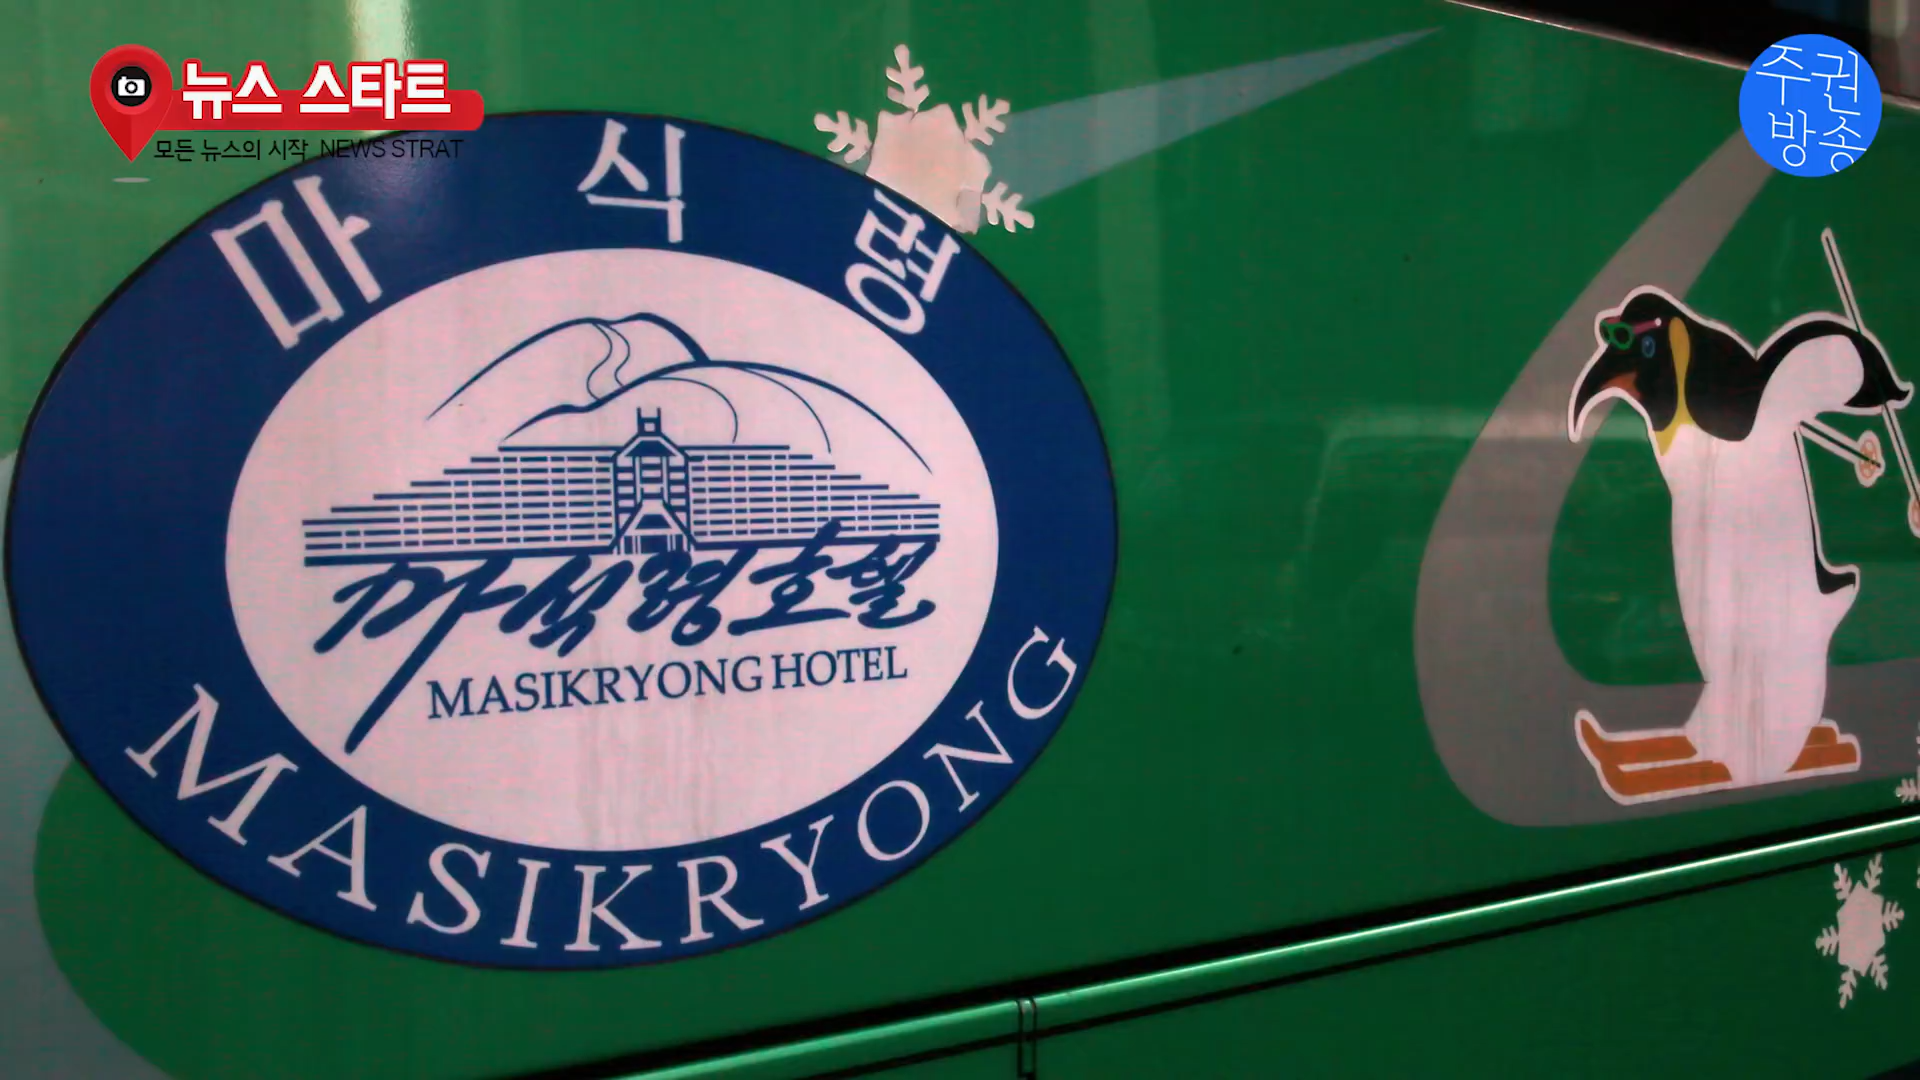 뉴스 스타트
모든 뉴스의 시작 NEWS STRAT
주권
방송
마식령
마식령호텔
MASIKRYONG HOTEL
MASIKRYONG